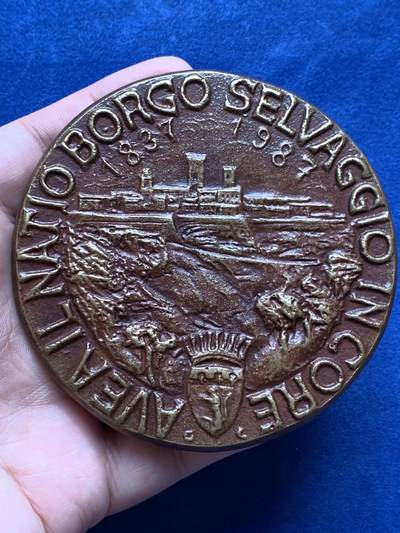 AVEA IL NATIO BORGO SELVAGGIO IN CORE
1837 1987